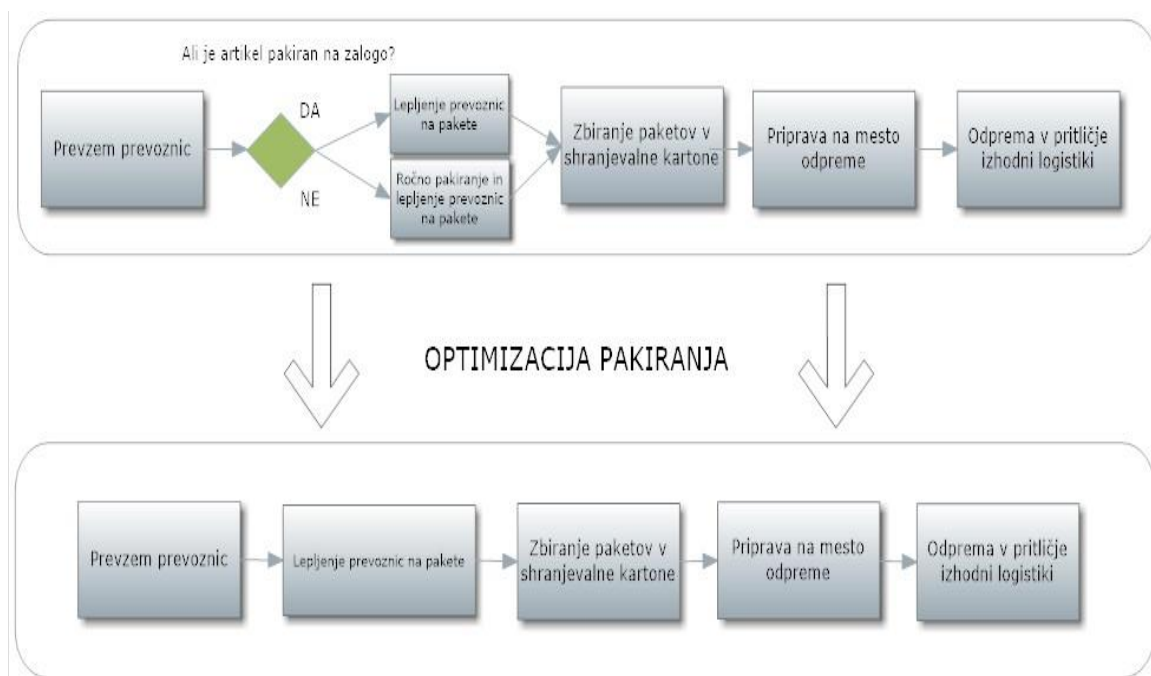 Ali je artikel pakiran na zalogo?
Prevzem prevoznic
DA
NE
Lepljenje prevoznic
na pakete
Ročno pakiranje in
lepljenje prevoznic
na pakete
Zbiranje paketov v
shranjevalne kartone
Priprava na mesto
odpreme
Odprema v pritličje
izhodni logistiki
OPTIMIZACIJA PAKIRANJA
Prevzem prevoznic
Lepljenje prevoznic na pakete
Zbiranje paketov v
shranjevalne kartone
Priprava na mesto
odpreme
Odprema v pritličje
izhodni logistiki